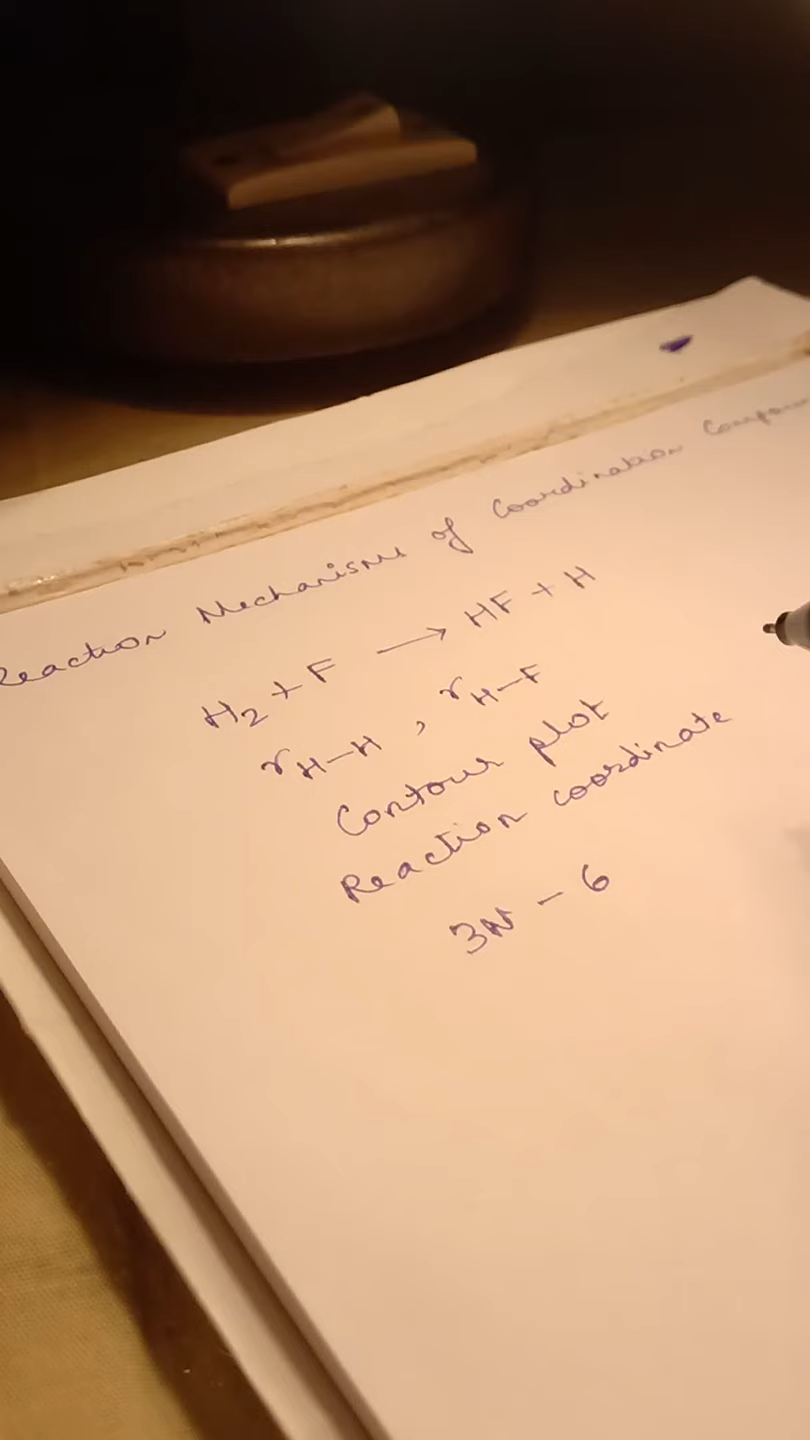 Reaction Mechanisms of Coordination
H₂ + F → HF + H
rH–H , rH–F
Contour plot
Reaction coordinate
3N – 6